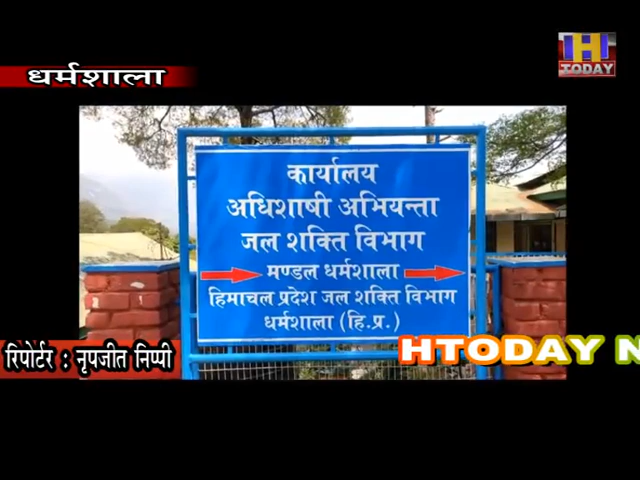 धर्मशाला
H
TODAY
कार्यालय
अधिशाषी अभियन्ता
जल शक्ति विभाग
मण्डल धर्मशाला
हिमाचल प्रदेश जल शक्ति विभाग
धर्मशाला (हि.प्र.)
रिपोर्टर : नृपजीत निप्पी
HTODAY N